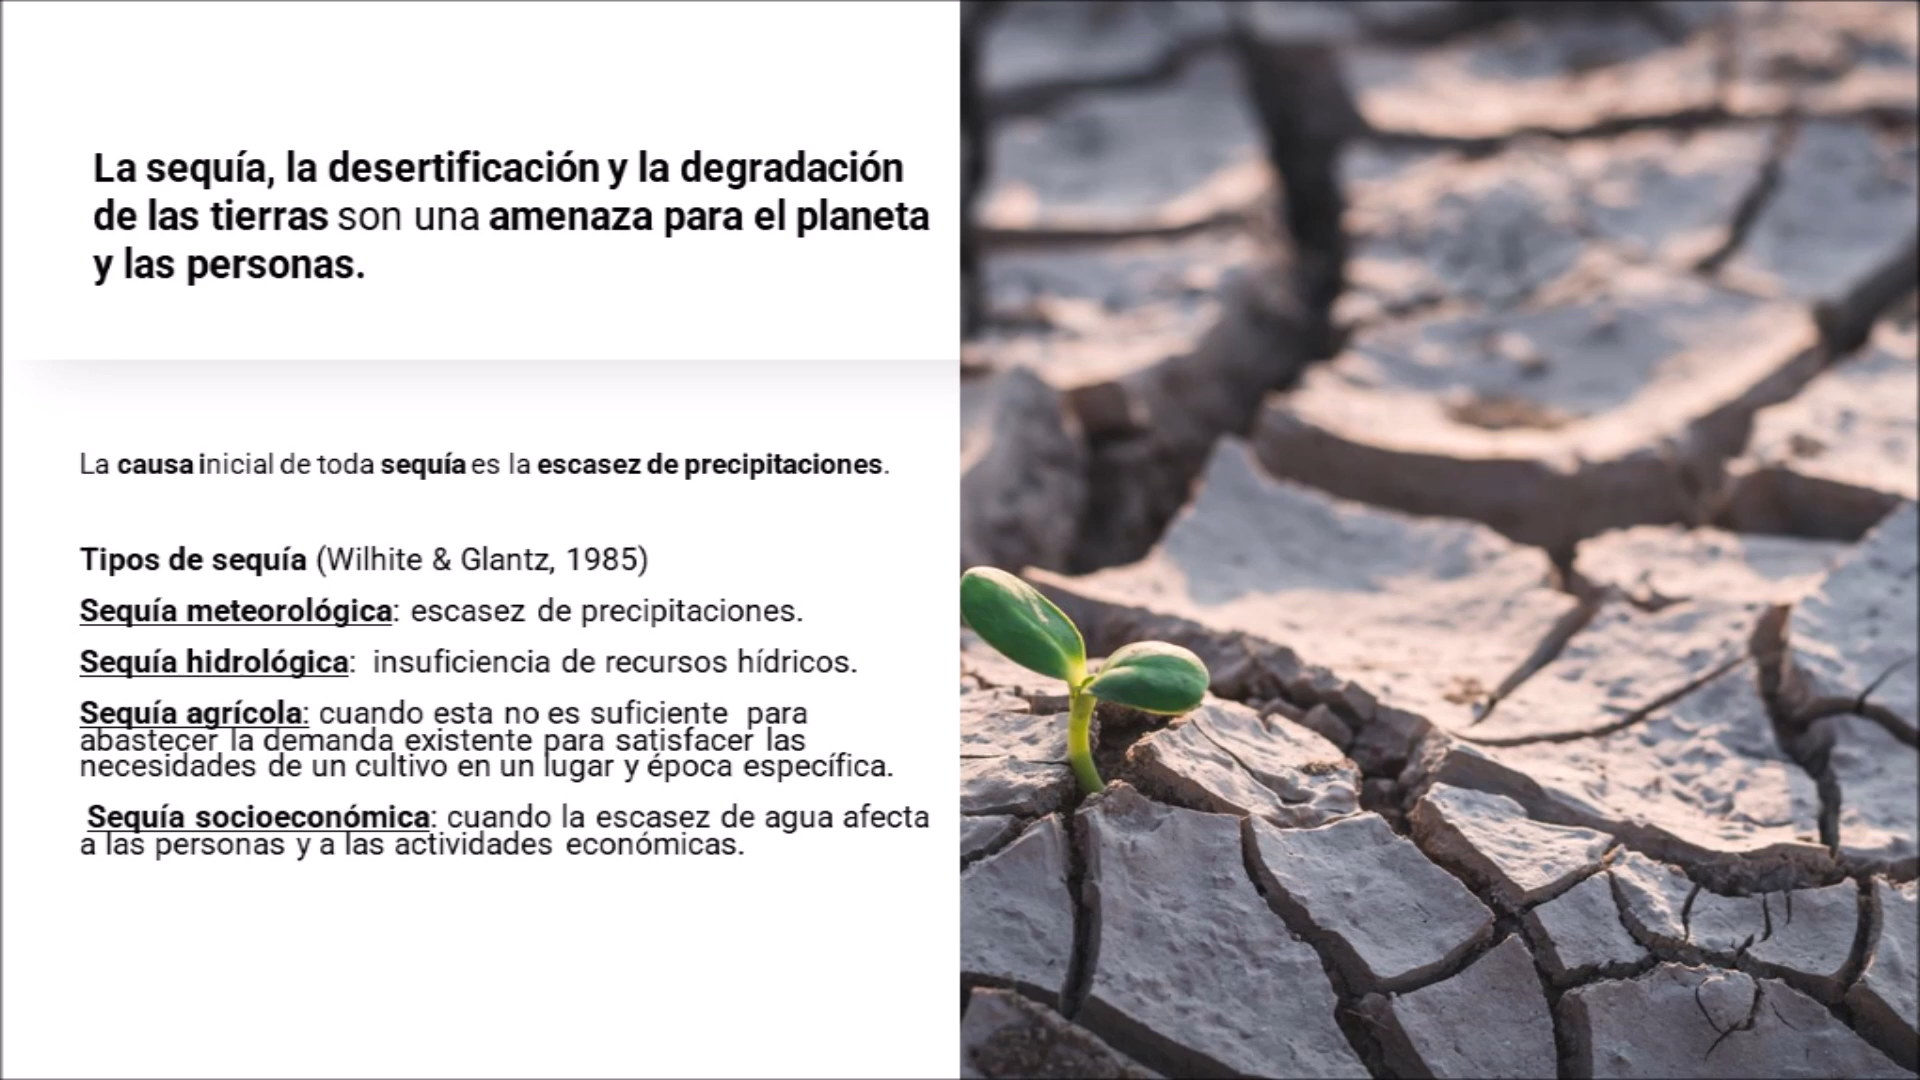 La sequía, la desertificación y la degradación
de las tierras son una amenaza para el planeta
y las personas.
La causa inicial de toda sequía es la escasez de precipitaciones.
Tipos de sequía (Wilhite & Glantz, 1985)
Sequía meteorológica: escasez de precipitaciones.
Sequía hidrológica: insuficiencia de recursos hídricos.
Sequía agrícola: cuando esta no es suficiente para
abastecer la demanda existente para satisfacer las
necesidades de un cultivo en un lugar y época específica.
Sequía socioeconómica: cuando la escasez de agua afecta
a las personas y a las actividades económicas.